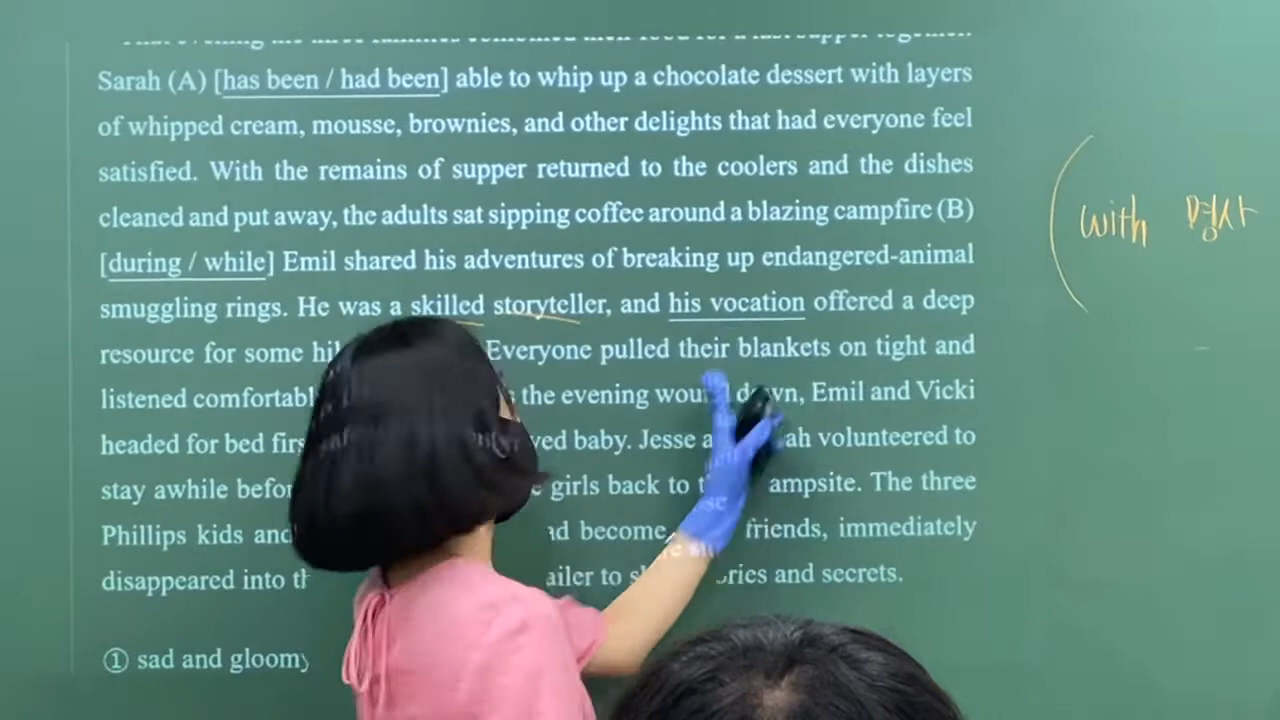 Sarah (A) [has been / had been] able to whip up a chocolate dessert with layers
of whipped cream, mousse, brownies, and other delights that had everyone feel
satisfied. With the remains of supper returned to the coolers and the dishes
cleaned and put away, the adults sat sipping coffee around a blazing campfire (B)
[during / while] Emil shared his adventures of breaking up endangered-animal
smuggling rings. He was a skilled storyteller, and his vocation offered a deep
resource for some Everyone pulled their blankets on tight and
listened the evening down, Emil and Vicki
headed for bed baby. Jesse volunteered to
stay awhile girls back to The three
Phillips kids become friends, immediately
disappeared into to and secrets.
① sad and gloomy
with 명사